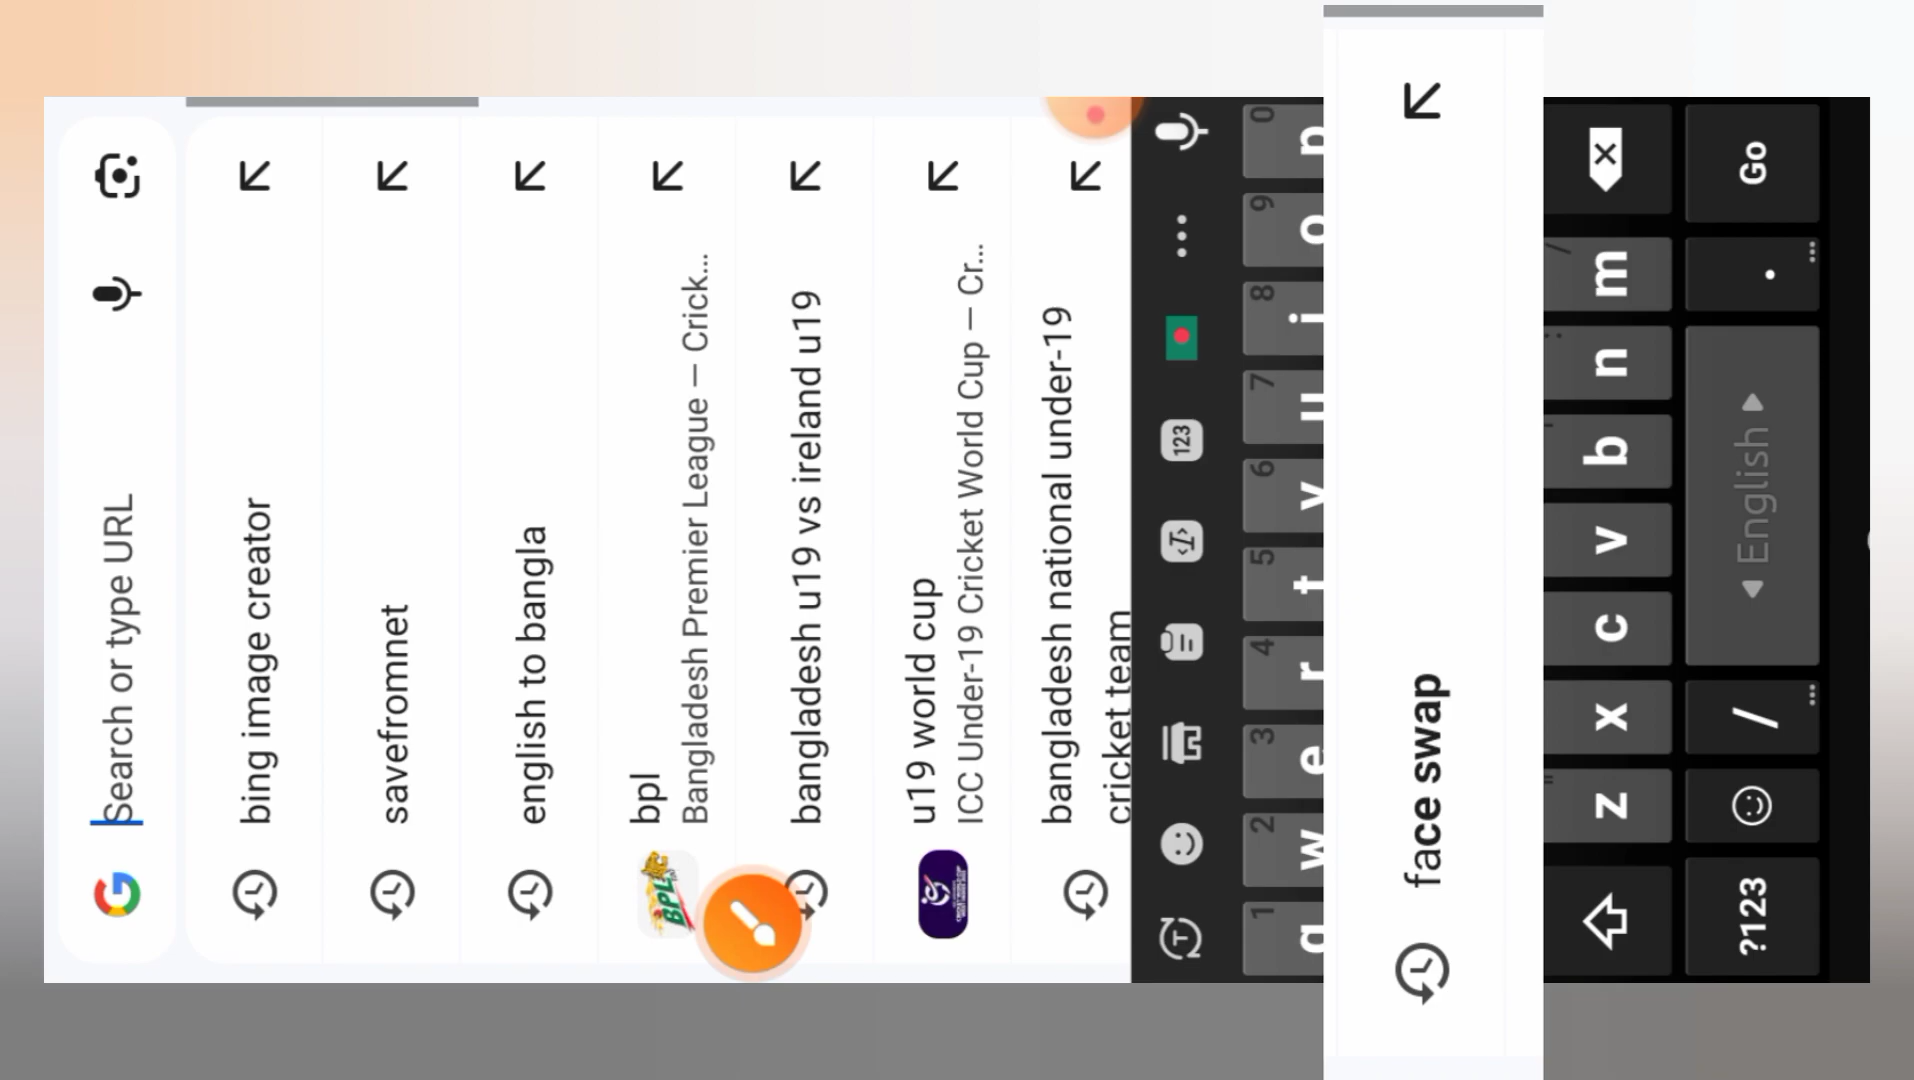 Search or type URL
bing image creator
savefromnet
english to bangla
bpl
Bangladesh Premier League — Crick...
bangladesh u19 vs ireland u19
u19 world cup
ICC Under-19 Cricket World Cup — Cr...
bangladesh national under-19
cricket team
BPL
T
123
1 2 3 4 5 6 7 8 9 0
q w e r t y u i o p
face swap
z x c v b n m
?123 / English . Go